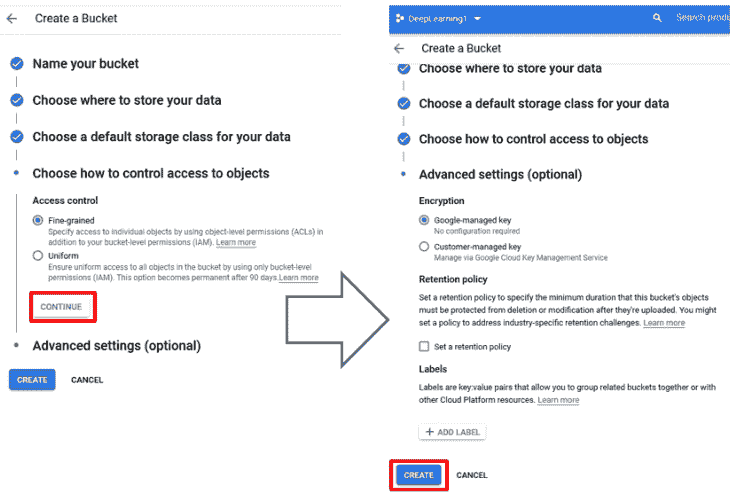 Create a Bucket
Name your bucket
Choose where to store your data
Choose a default storage class for your data
Choose how to control access to objects
Access control
Fine-grained
Specify access to individual objects by using object-level permissions (ACLs) in
addition to your bucket-level permissions (IAM). Learn more
Uniform
Ensure uniform access to all objects in the bucket by using only bucket-level
permissions (IAM). This option becomes permanent after 90 days.Learn more
CONTINUE
Advanced settings (optional)
CREATE CANCEL
DeepLearning1 Search
Create a Bucket
Choose where to store your data
Choose a default storage class for your data
Choose how to control access to objects
Advanced settings (optional)
Encryption
Google-managed key
No configuration required
Customer-managed key
Manage via Google Cloud Key Management Service
Retention policy
Set a retention policy to specify the minimum duration that this bucket's objects
must be protected from deletion or modification after they're uploaded. You might
set a policy to address industry-specific retention challenges. Learn more
Set a retention policy
Labels
Labels are key:value pairs that allow you to group related buckets together or with
other Cloud Platform resources. Learn more
+ ADD LABEL
CREATE CANCEL